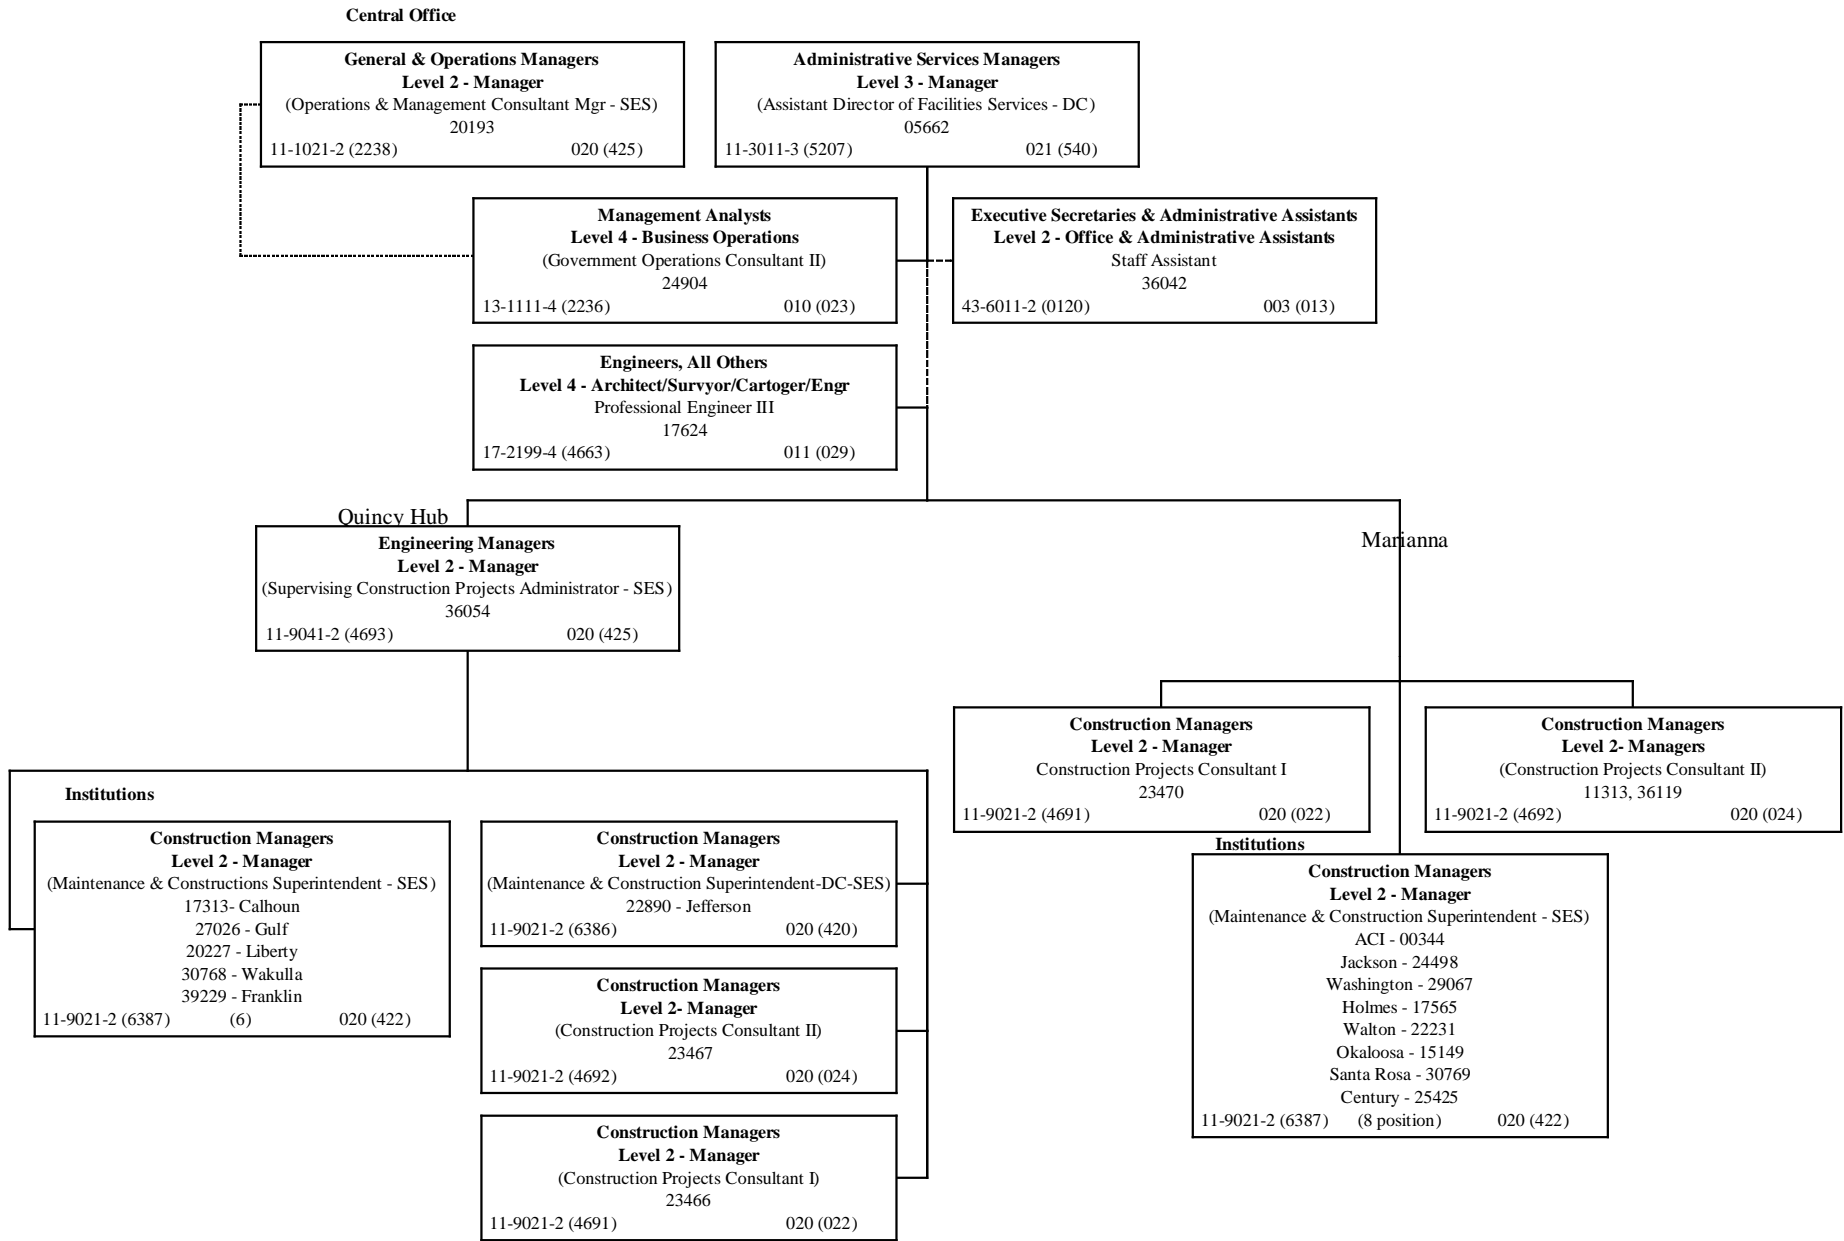 Central Office
General & Operations Managers
Level 2 - Manager
(Operations & Management Consultant Mgr - SES)
20193
11-1021-2 (2238) 020 (425)
Administrative Services Managers
Level 3 - Manager
(Assistant Director of Facilities Services - DC)
05662
11-3011-3 (5207) 021 (540)
Management Analysts
Level 4 - Business Operations
(Government Operations Consultant II)
24904
13-1111-4 (2236) 010 (023)
Executive Secretaries & Administrative Assistants
Level 2 - Office & Administrative Assistants
Staff Assistant
36042
43-6011-2 (0120) 003 (013)
Engineers, All Others
Level 4 - Architect/Survyor/Cartoger/Engr
Professional Engineer III
17624
17-2199-4 (4663) 011 (029)
Quincy Hub
Engineering Managers
Level 2 - Manager
(Supervising Construction Projects Administrator - SES)
36054
11-9041-2 (4693) 020 (425)
Marianna
Construction Managers
Level 2 - Manager
Construction Projects Consultant I
23470
11-9021-2 (4691) 020 (022)
Construction Managers
Level 2- Managers
(Construction Projects Consultant II)
11313, 36119
11-9021-2 (4692) 020 (024)
Institutions
Construction Managers
Level 2 - Manager
(Maintenance & Constructions Superintendent - SES)
17313- Calhoun
27026 - Gulf
20227 - Liberty
30768 - Wakulla
39229 - Franklin
11-9021-2 (6387) (6) 020 (422)
Construction Managers
Level 2 - Manager
(Maintenance & Construction Superintendent-DC-SES)
22890 - Jefferson
11-9021-2 (6386) 020 (420)
Construction Managers
Level 2- Manager
(Construction Projects Consultant II)
23467
11-9021-2 (4692) 020 (024)
Construction Managers
Level 2 - Manager
(Construction Projects Consultant I)
23466
11-9021-2 (4691) 020 (022)
Institutions
Construction Managers
Level 2 - Manager
(Maintenance & Construction Superintendent - SES)
ACI - 00344
Jackson - 24498
Washington - 29067
Holmes - 17565
Walton - 22231
Okaloosa - 15149
Santa Rosa - 30769
Century - 25425
11-9021-2 (6387) (8 position) 020 (422)